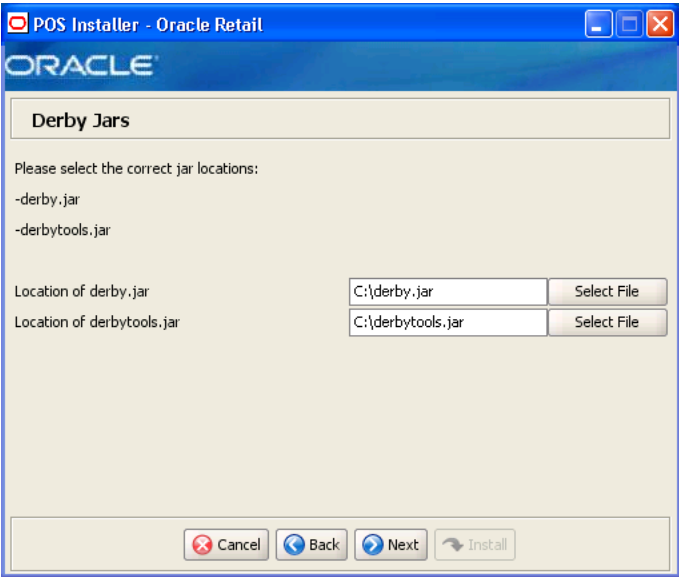 POS Installer - Oracle Retail
ORACLE
Derby Jars
Please select the correct jar locations:
-derby.jar
-derbytools.jar
Location of derby.jar C:\derby.jar Select File
Location of derbytools.jar C:\derbytools.jar Select File
Cancel Back Next Install